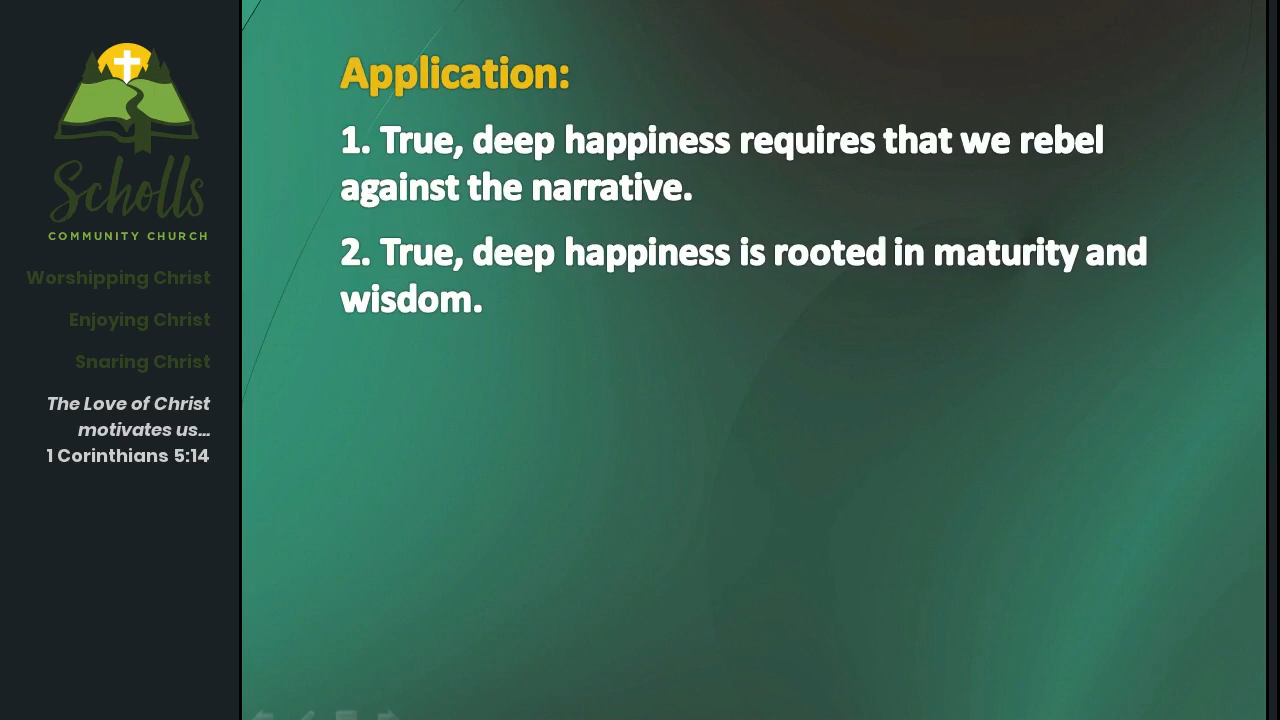 Scholls
COMMUNITY CHURCH
Worshipping Christ
Enjoying Christ
Snaring Christ
The Love of Christ
motivates us...
1 Corinthians 5:14
Application:
1. True, deep happiness requires that we rebel
against the narrative.
2. True, deep happiness is rooted in maturity and
wisdom.